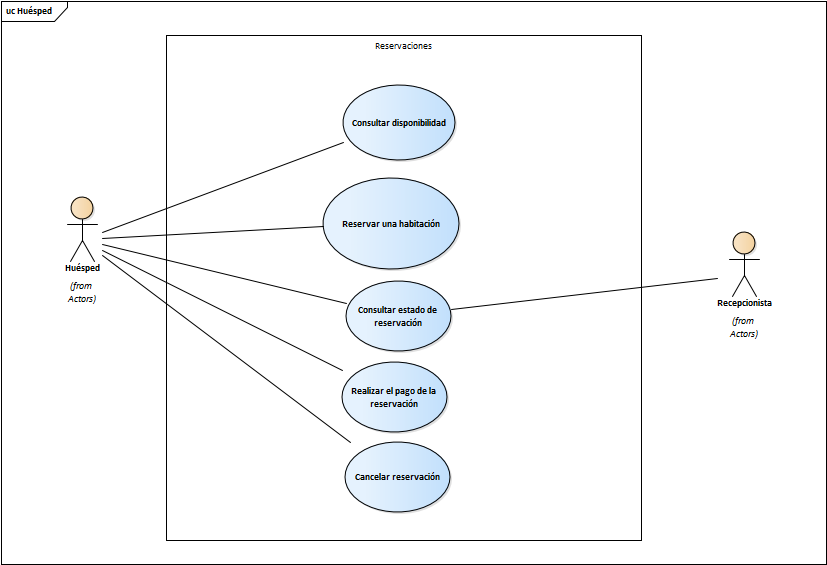 uc Huésped
Reservaciones
Consultar disponibilidad
Reservar una habitación
Huésped
(from
Actors)
Consultar estado de
reservación
Recepcionista
(from
Actors)
Realizar el pago de la
reservación
Cancelar reservación